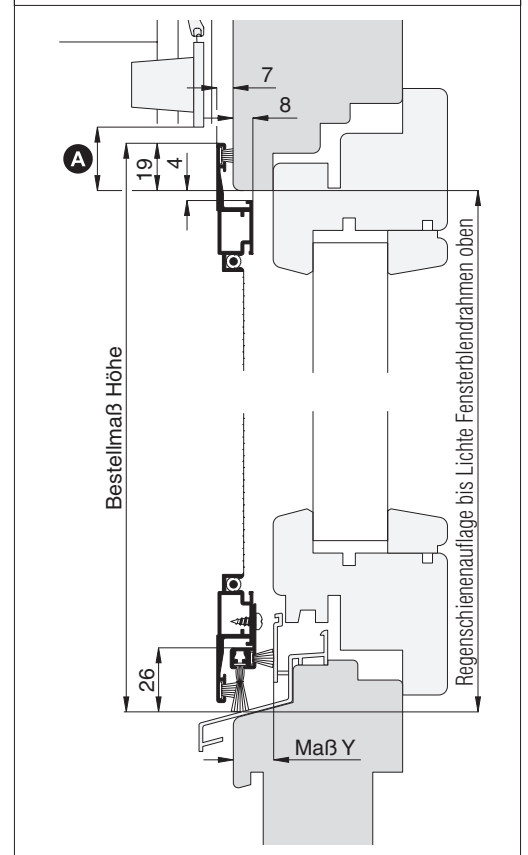 7
8
A
19
4
Bestellmaß Höhe
Regenschienenauflage bis Lichte Fensterblendrahmen oben
26
Maß Y